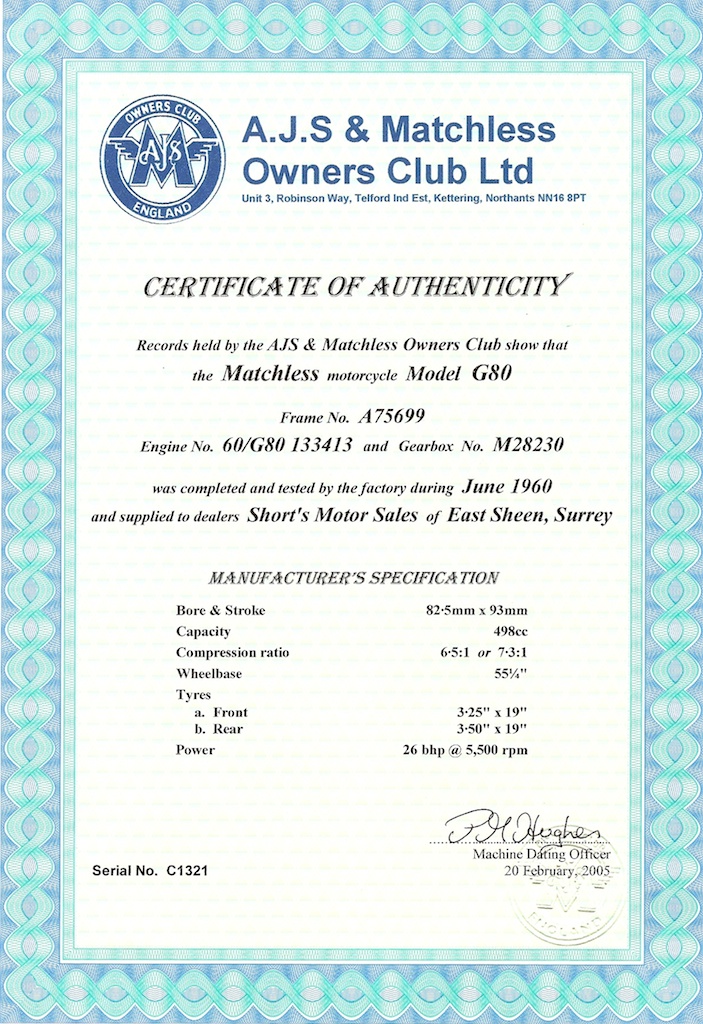 OWNERS CLUB
AJS
M
ENGLAND
A.J.S & Matchless
Owners Club Ltd
Unit 3, Robinson Way, Telford Ind Est, Kettering, Northants NN16 8PT
CERTIFICATE OF AUTHENTICITY
Records held by the AJS & Matchless Owners Club show that
the Matchless motorcycle Model G80
Frame No. A75699
Engine No. 60/G80 133413 and Gearbox No. M28230
was completed and tested by the factory during June 1960
and supplied to dealers Short's Motor Sales of East Sheen, Surrey
MANUFACTURER'S SPECIFICATION
Bore & Stroke 82·5mm x 93mm
Capacity 498cc
Compression ratio 6·5:1 or 7·3:1
Wheelbase 55¼"
Tyres
a. Front 3·25" x 19"
b. Rear 3·50" x 19"
Power 26 bhp @ 5,500 rpm
Hughes
Machine Dating Officer
Serial No. C1321 20 February, 2005
ENGLAND